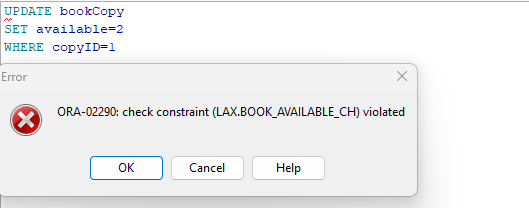 UPDATE bookCopy
SET available=2
WHERE copyID=1
Error
ORA-02290: check constraint (LAX.BOOK_AVAILABLE_CH) violated
OK Cancel Help